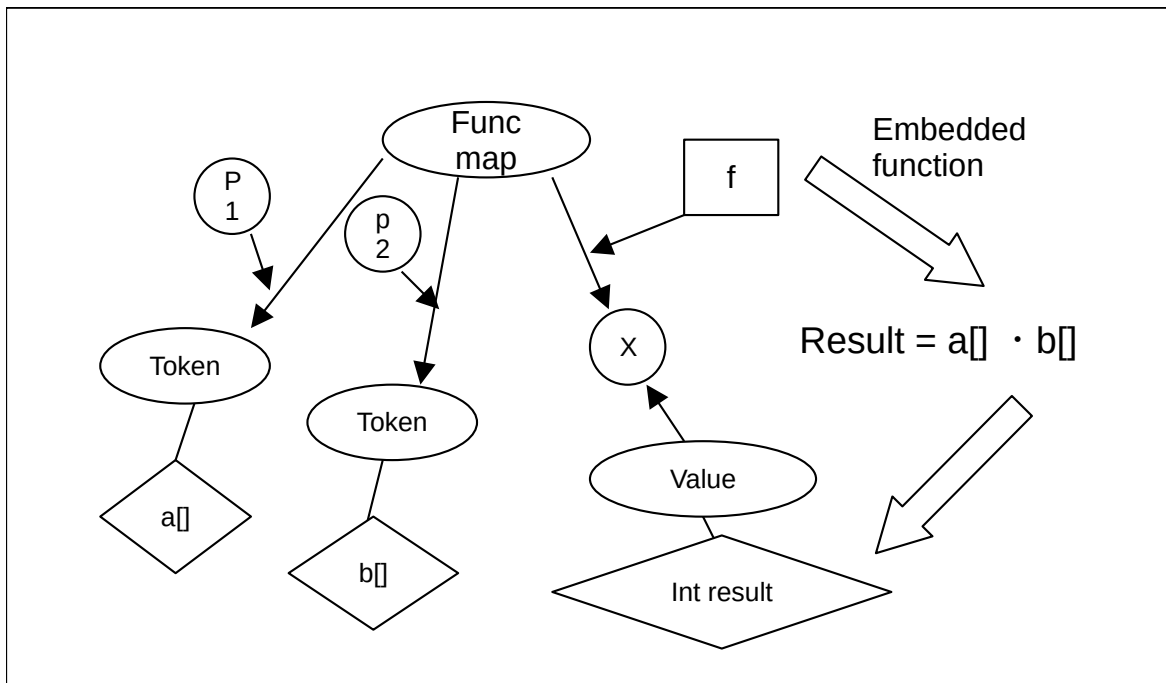 Func
map
Embedded
function
P
1
f
p
2
Result = a[] ・b[]
X
Token
Token
Value
a[]
b[]
Int result